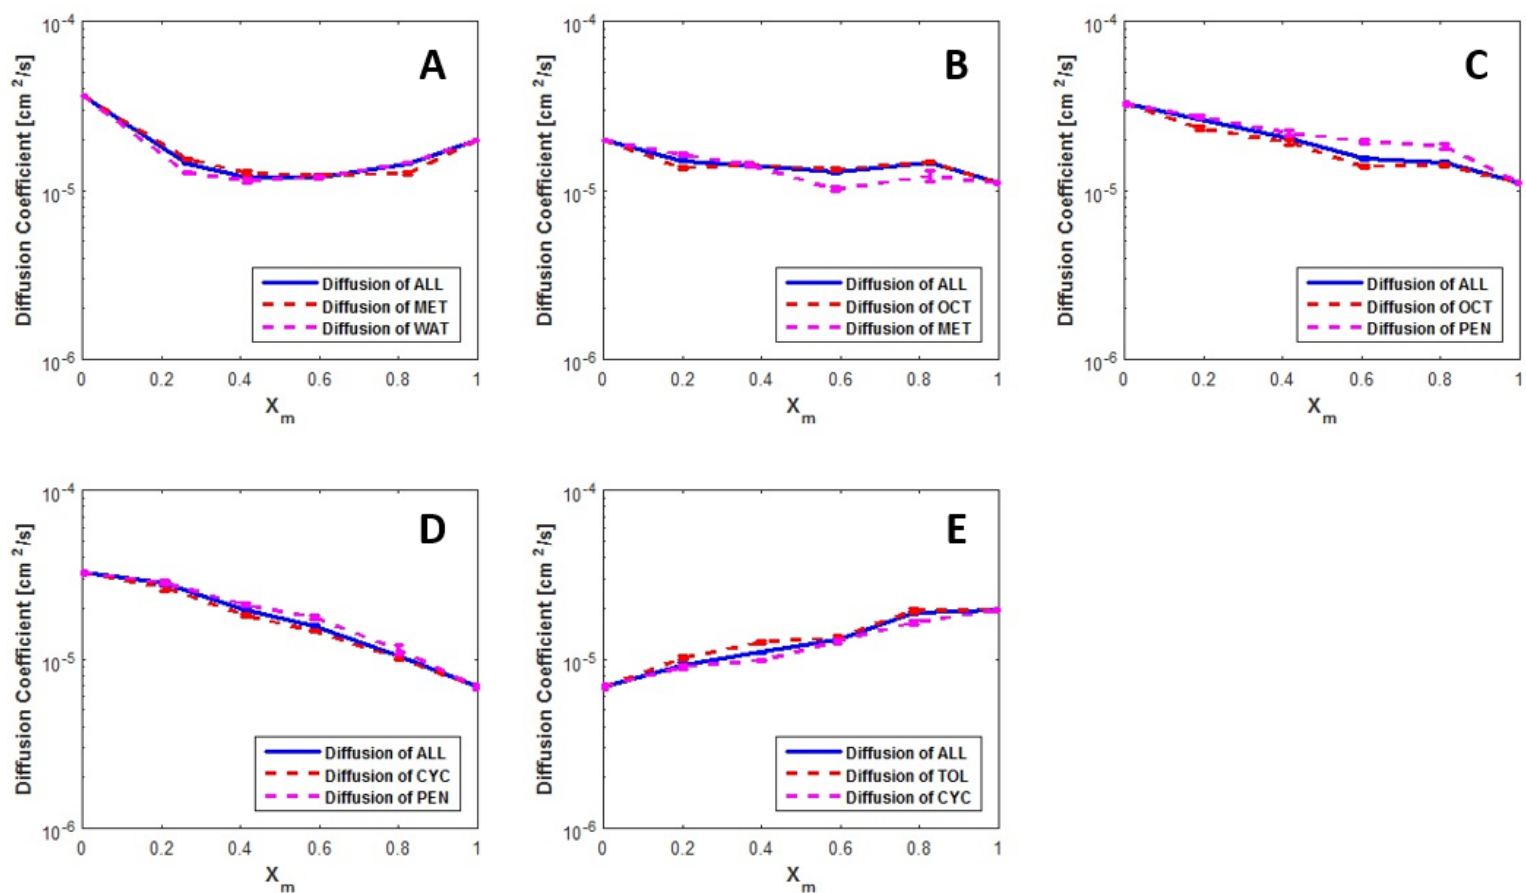 A
10⁻⁴
10⁻⁵
10⁻⁶
Diffusion Coefficient [cm ²/s]
Diffusion of ALL
Diffusion of MET
Diffusion of WAT
0 0.2 0.4 0.6 0.8 1
Xₘ
B
10⁻⁴
10⁻⁵
10⁻⁶
Diffusion Coefficient [cm ²/s]
Diffusion of ALL
Diffusion of OCT
Diffusion of MET
0 0.2 0.4 0.6 0.8 1
Xₘ
C
10⁻⁴
10⁻⁵
10⁻⁶
Diffusion Coefficient [cm ²/s]
Diffusion of ALL
Diffusion of OCT
Diffusion of PEN
0 0.2 0.4 0.6 0.8 1
Xₘ
D
10⁻⁴
10⁻⁵
10⁻⁶
Diffusion Coefficient [cm ²/s]
Diffusion of ALL
Diffusion of CYC
Diffusion of PEN
0 0.2 0.4 0.6 0.8 1
Xₘ
E
10⁻⁴
10⁻⁵
10⁻⁶
Diffusion Coefficient [cm ²/s]
Diffusion of ALL
Diffusion of TOL
Diffusion of CYC
0 0.2 0.4 0.6 0.8 1
Xₘ